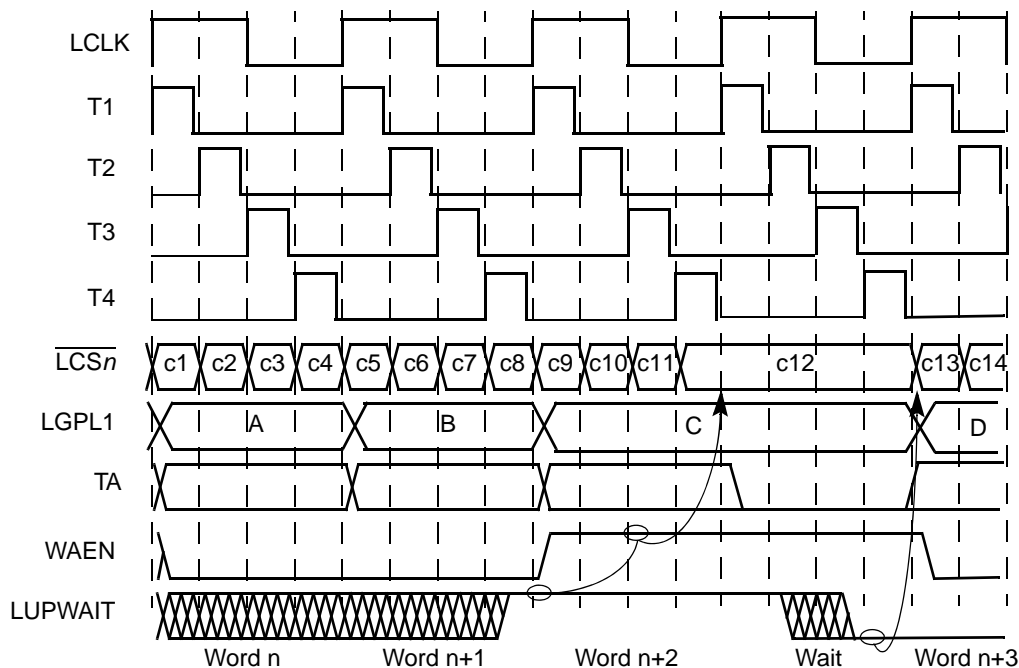 LCLK
T1
T2
T3
T4
LCSn c1 c2 c3 c4 c5 c6 c7 c8 c9 c10 c11 c12 c13 c14
LGPL1 A B C D
TA
WAEN
LUPWAIT
Word n Word n+1 Word n+2 Wait Word n+3